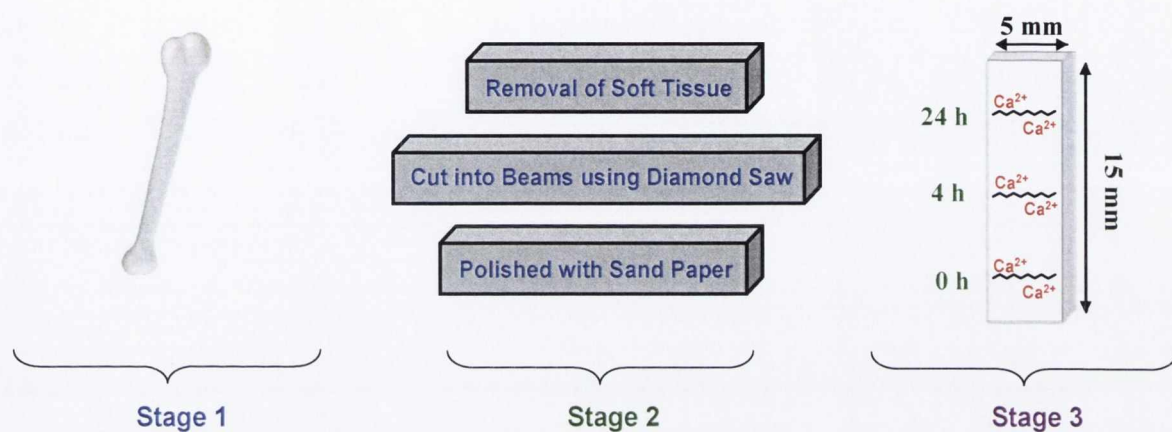 5 mm
Removal of Soft Tissue
Cut into Beams using Diamond Saw
Polished with Sand Paper
24 h
Ca²⁺
Ca²⁺
4 h
Ca²⁺
Ca²⁺
0 h
Ca²⁺
Ca²⁺
15 mm
Stage 1
Stage 2
Stage 3